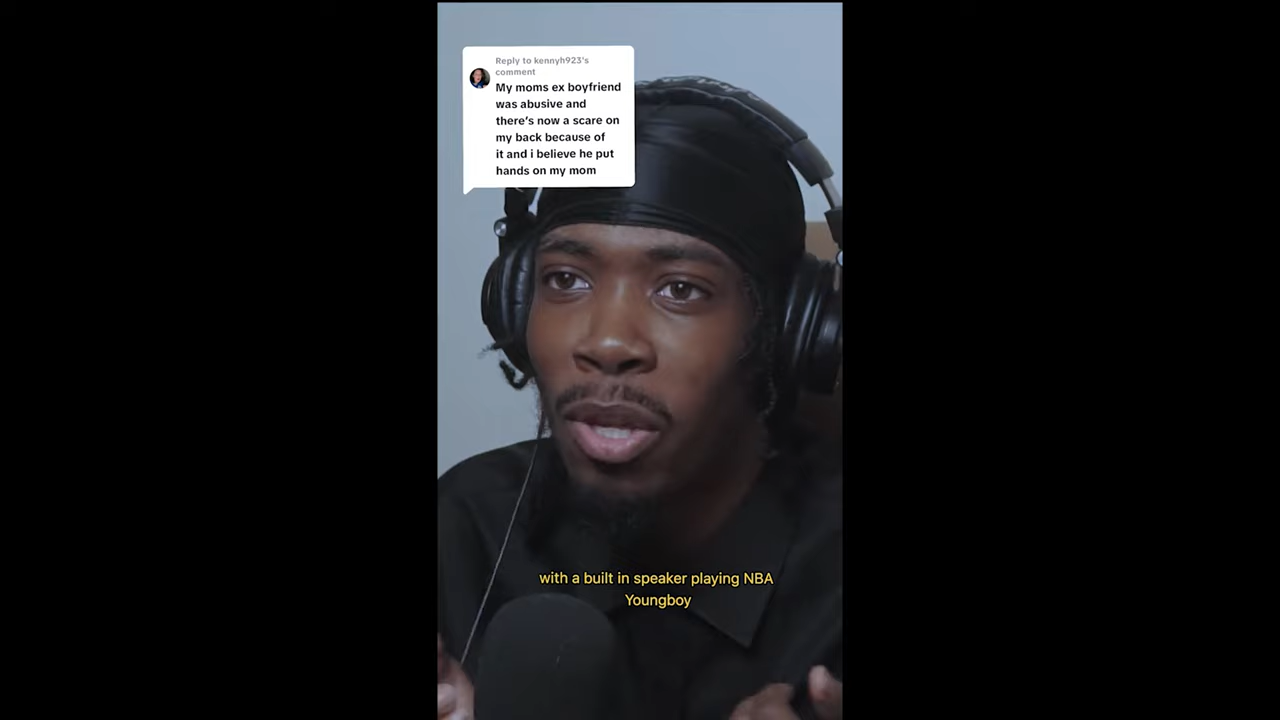 Reply to kennyh923's
comment
My moms ex boyfriend
was abusive and
there's now a scare on
my back because of
it and i believe he put
hands on my mom
with a built in speaker playing NBA
Youngboy